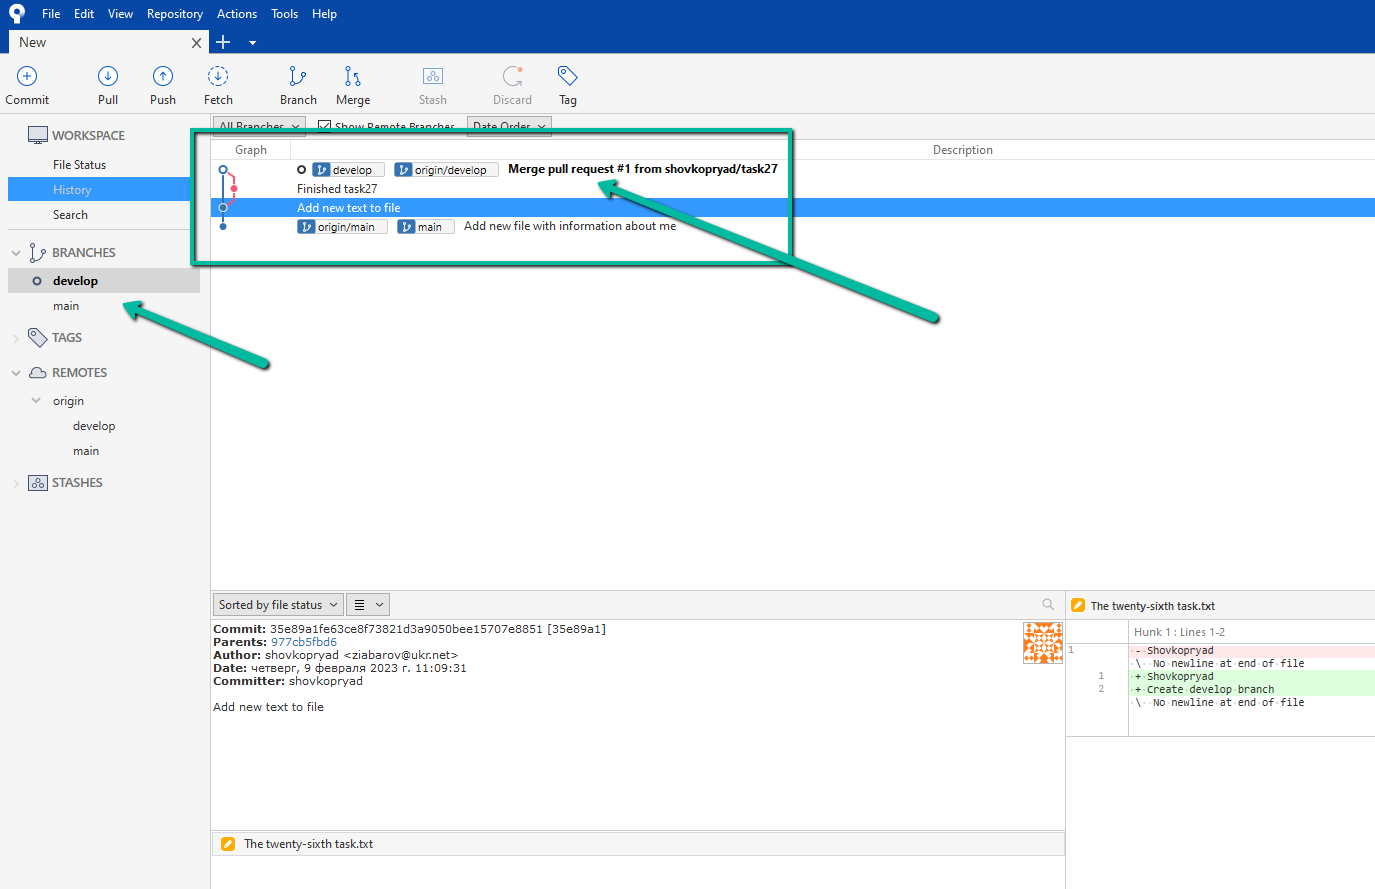 File Edit View Repository Actions Tools Help
New
Commit Pull Push Fetch Branch Merge Stash Discard Tag
WORKSPACE
File Status
History
Search
BRANCHES
develop
main
TAGS
REMOTES
origin
develop
main
STASHES
All Branches Show Remote Branches Date Order
Graph Description
develop origin/develop Merge pull request #1 from shovkopryad/task27
Finished task27
Add new text to file
origin/main main Add new file with information about me
Sorted by file status
Commit: 35e89a1fe63ce8f73821d3a9050bee15707e8851 [35e89a1]
Parents: 977cb5fbd6
Author: shovkopryad <ziabarov@ukr.net>
Date: четверг, 9 февраля 2023 г. 11:09:31
Committer: shovkopryad
Add new text to file
The twenty-sixth task.txt
The twenty-sixth task.txt
Hunk 1 : Lines 1-2
1 - Shovkopryad
\ No newline at end of file
1 + Shovkopryad
2 + Create develop branch
\ No newline at end of file